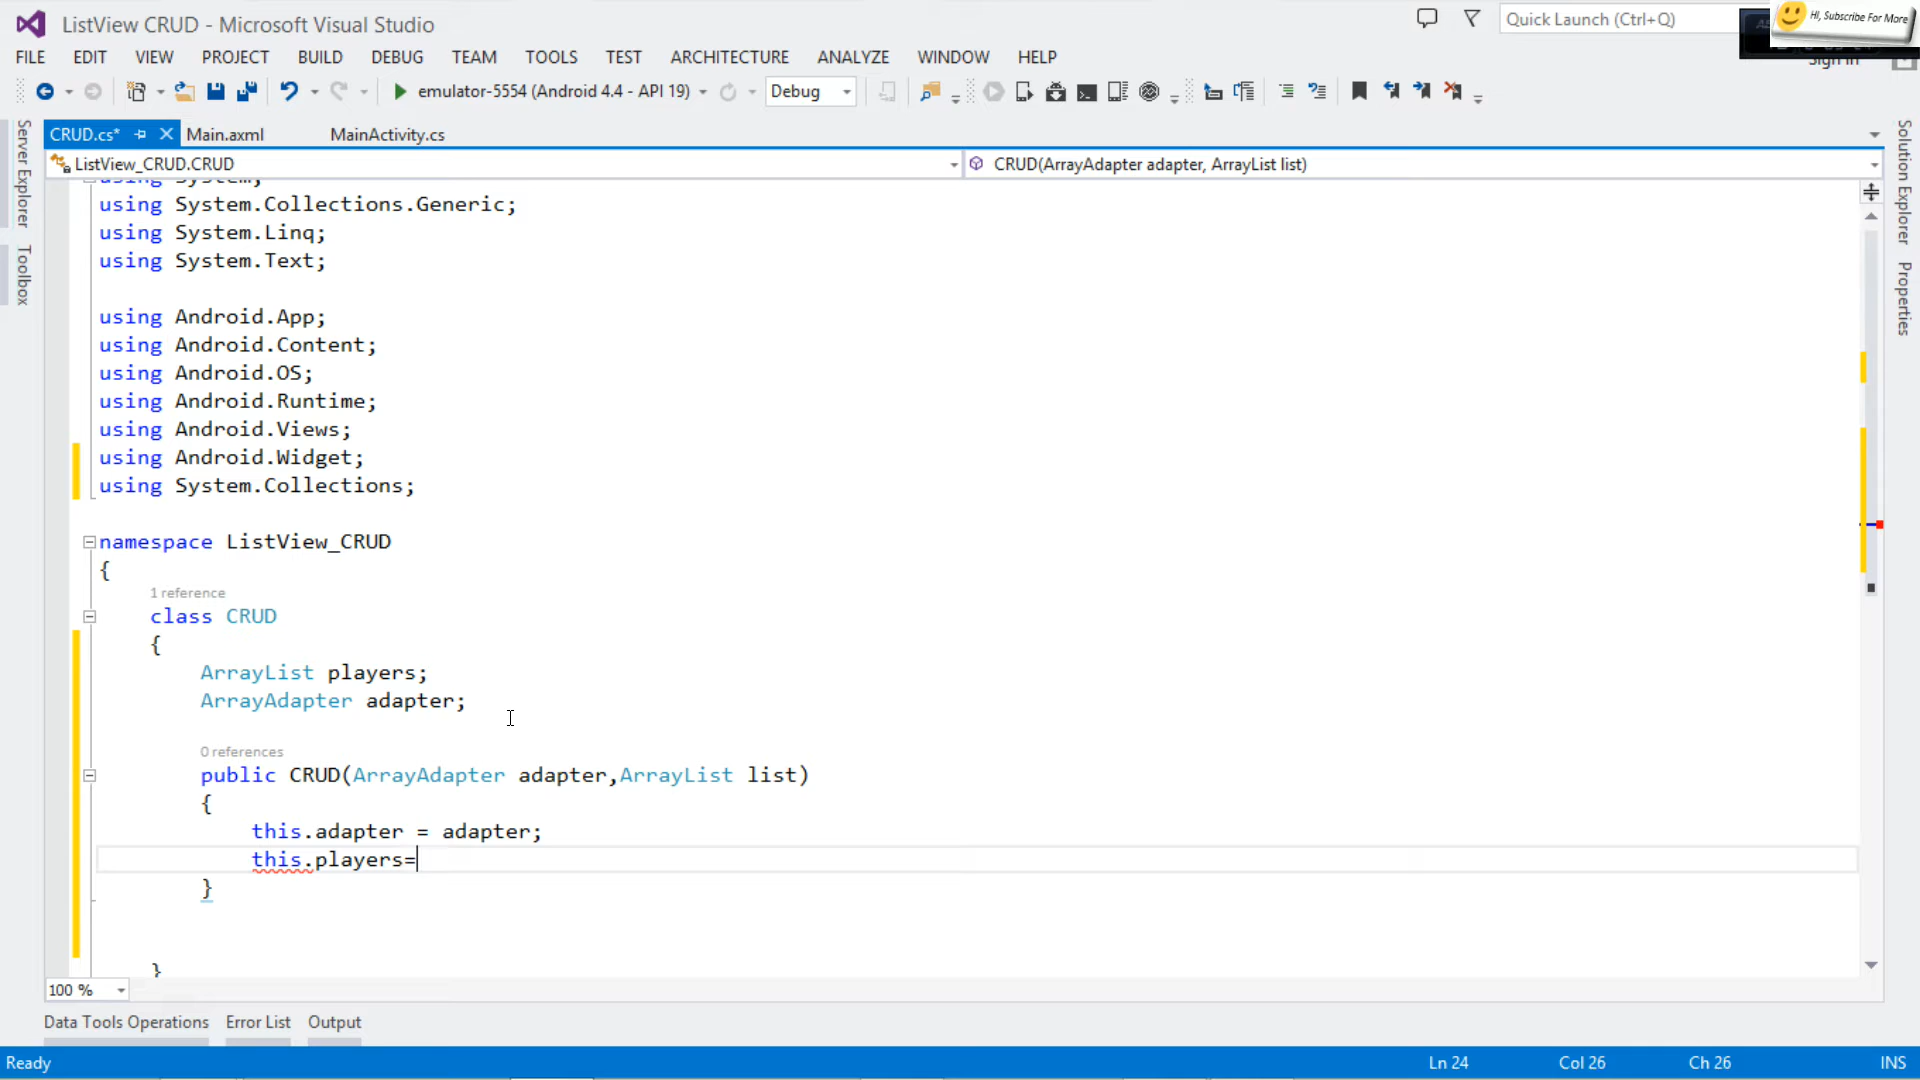 ListView CRUD - Microsoft Visual Studio
Quick Launch (Ctrl+Q)
HI, Subscribe For More
FILE EDIT VIEW PROJECT BUILD DEBUG TEAM TOOLS TEST ARCHITECTURE ANALYZE WINDOW HELP
Sign in
emulator-5554 (Android 4.4 - API 19) Debug
CRUD.cs* Main.axml MainActivity.cs
ListView_CRUD.CRUD CRUD(ArrayAdapter adapter, ArrayList list)
Server Explorer
Toolbox
Solution Explorer
Properties
using System;
using System.Collections.Generic;
using System.Linq;
using System.Text;
using Android.App;
using Android.Content;
using Android.OS;
using Android.Runtime;
using Android.Views;
using Android.Widget;
using System.Collections;
namespace ListView_CRUD
{
1 reference
class CRUD
{
ArrayList players;
ArrayAdapter adapter;
0 references
public CRUD(ArrayAdapter adapter,ArrayList list)
{
this.adapter = adapter;
this.players=
}
}
100 %
Data Tools Operations Error List Output
Ready Ln 24 Col 26 Ch 26 INS